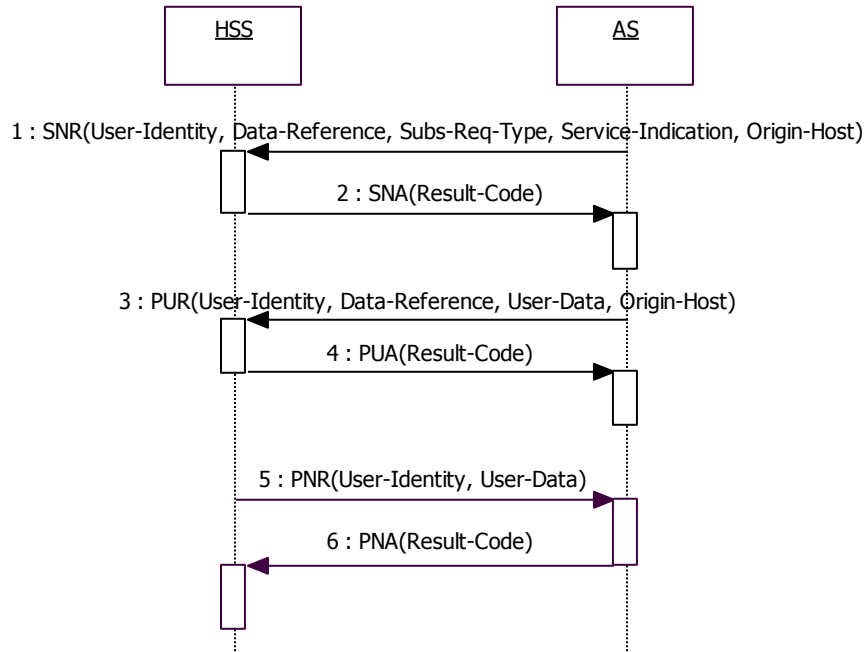 HSS
AS
1 : SNR(User-Identity, Data-Reference, Subs-Req-Type, Service-Indication, Origin-Host)
2 : SNA(Result-Code)
3 : PUR(User-Identity, Data-Reference, User-Data, Origin-Host)
4 : PUA(Result-Code)
5 : PNR(User-Identity, User-Data)
6 : PNA(Result-Code)